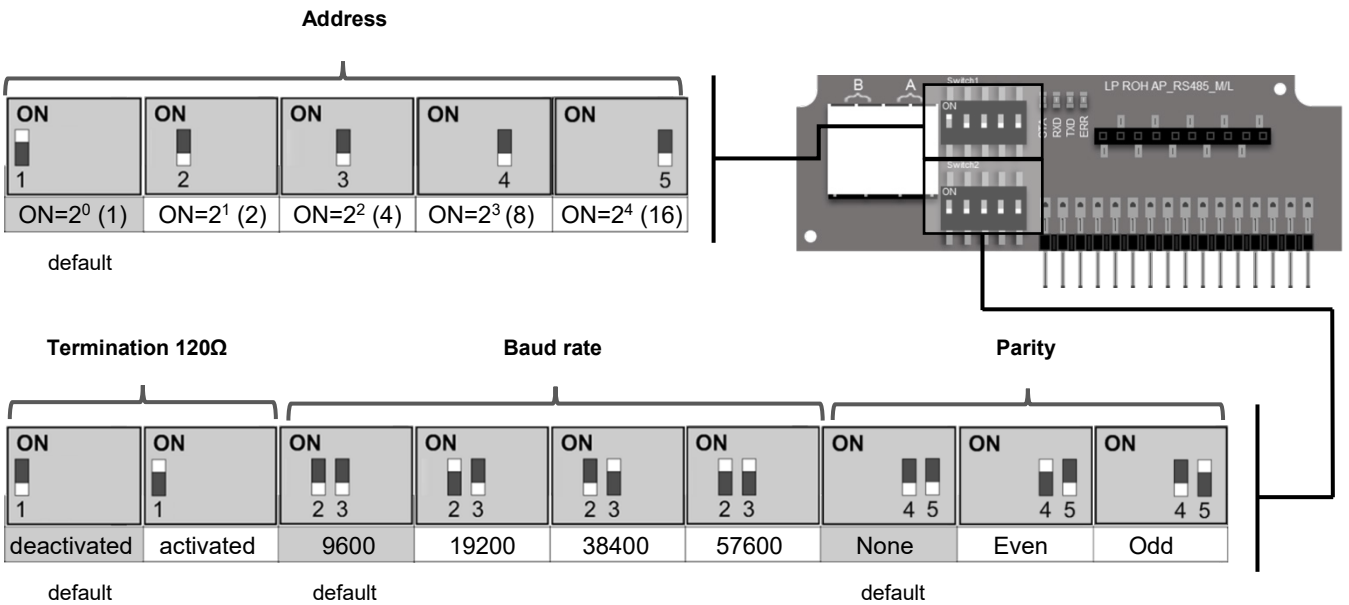 Address
ON ON ON ON ON
1 2 3 4 5
ON=2⁰ (1) ON=2¹ (2) ON=2² (4) ON=2³ (8) ON=2⁴ (16)
default
B A Switch1 LP ROH AP_RS485_M/L
ON
STA RXD TXD ERR
Switch2
ON
Termination 120Ω Baud rate Parity
ON ON ON ON ON ON ON ON ON
1 1 2 3 2 3 2 3 2 3 4 5 4 5 4 5
deactivated activated 9600 19200 38400 57600 None Even Odd
default default default